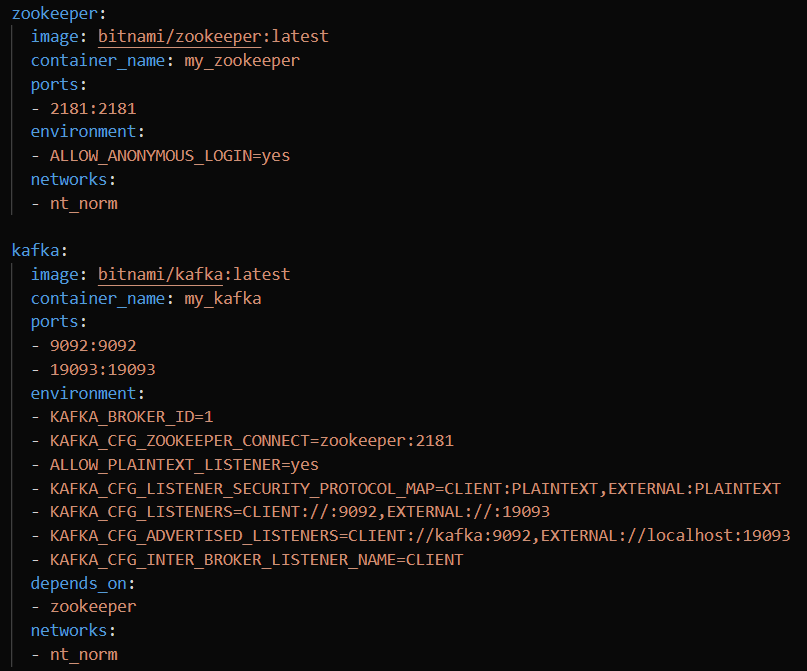 zookeeper:
image: bitnami/zookeeper:latest
container_name: my_zookeeper
ports:
- 2181:2181
environment:
- ALLOW_ANONYMOUS_LOGIN=yes
networks:
- nt_norm
kafka:
image: bitnami/kafka:latest
container_name: my_kafka
ports:
- 9092:9092
- 19093:19093
environment:
- KAFKA_BROKER_ID=1
- KAFKA_CFG_ZOOKEEPER_CONNECT=zookeeper:2181
- ALLOW_PLAINTEXT_LISTENER=yes
- KAFKA_CFG_LISTENER_SECURITY_PROTOCOL_MAP=CLIENT:PLAINTEXT,EXTERNAL:PLAINTEXT
- KAFKA_CFG_LISTENERS=CLIENT://:9092,EXTERNAL://:19093
- KAFKA_CFG_ADVERTISED_LISTENERS=CLIENT://kafka:9092,EXTERNAL://localhost:19093
- KAFKA_CFG_INTER_BROKER_LISTENER_NAME=CLIENT
depends_on:
- zookeeper
networks:
- nt_norm